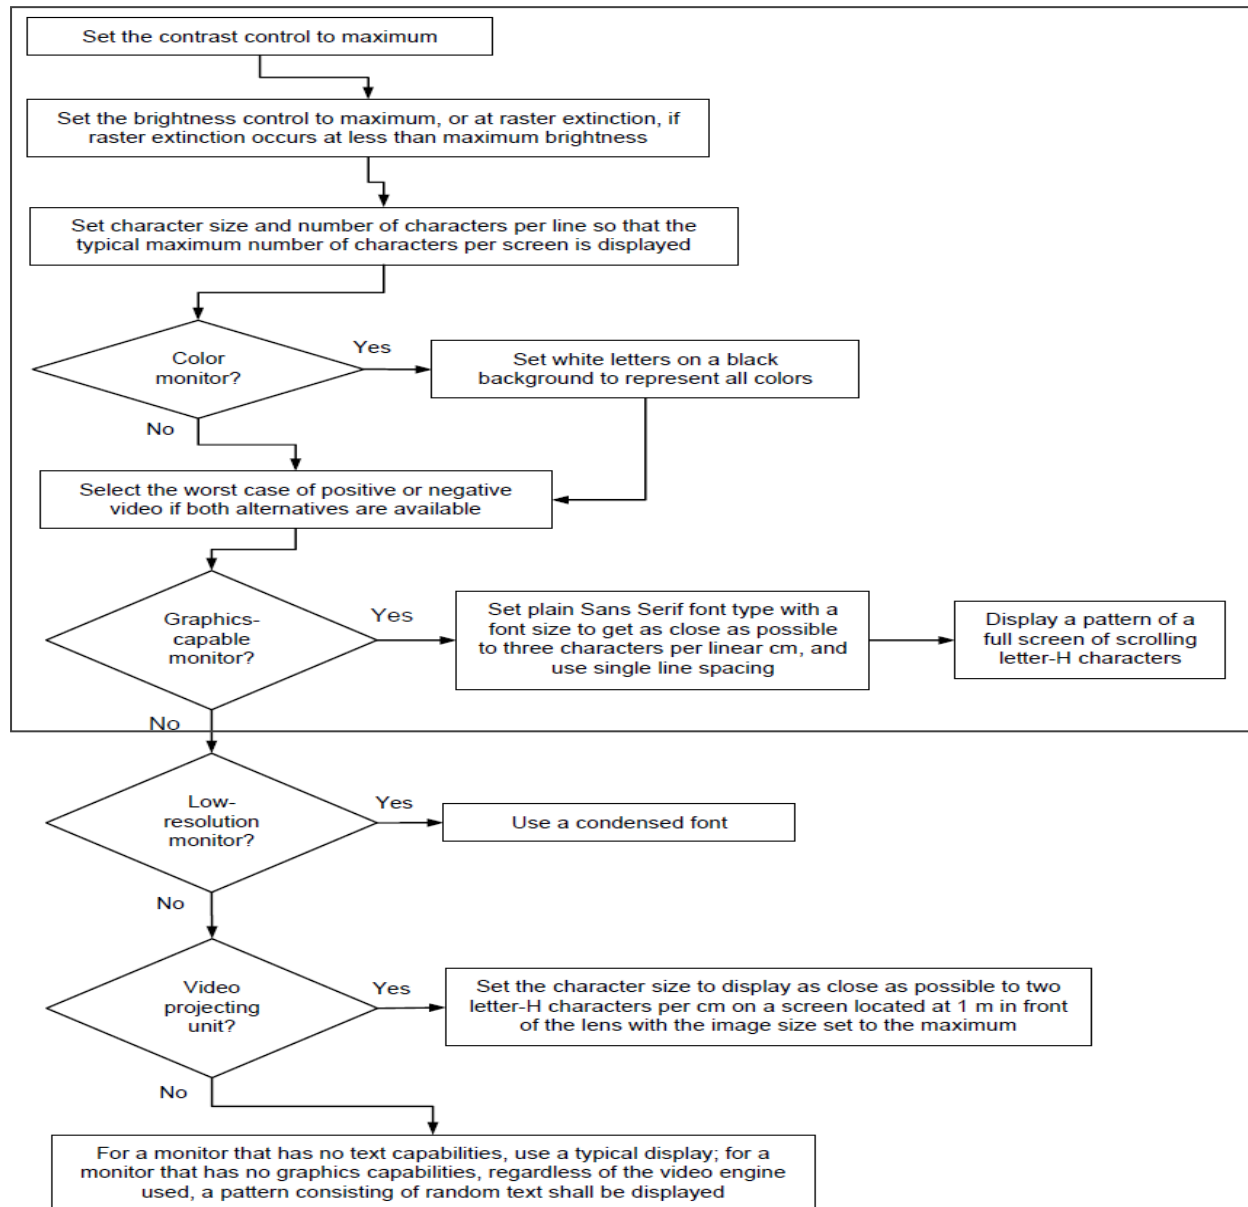 Set the contrast control to maximum
Set the brightness control to maximum, or at raster extinction, if
raster extinction occurs at less than maximum brightness
Set character size and number of characters per line so that the
typical maximum number of characters per screen is displayed
Color
monitor?
Yes
Set white letters on a black
background to represent all colors
No
Select the worst case of positive or negative
video if both alternatives are available
Graphics-
capable
monitor?
Yes
Set plain Sans Serif font type with a
font size to get as close as possible
to three characters per linear cm, and
use single line spacing
Display a pattern of a
full screen of scrolling
letter-H characters
No
Low-
resolution
monitor?
Yes
Use a condensed font
No
Video
projecting
unit?
Yes
Set the character size to display as close as possible to two
letter-H characters per cm on a screen located at 1 m in front
of the lens with the image size set to the maximum
No
For a monitor that has no text capabilities, use a typical display; for a
monitor that has no graphics capabilities, regardless of the video engine
used, a pattern consisting of random text shall be displayed